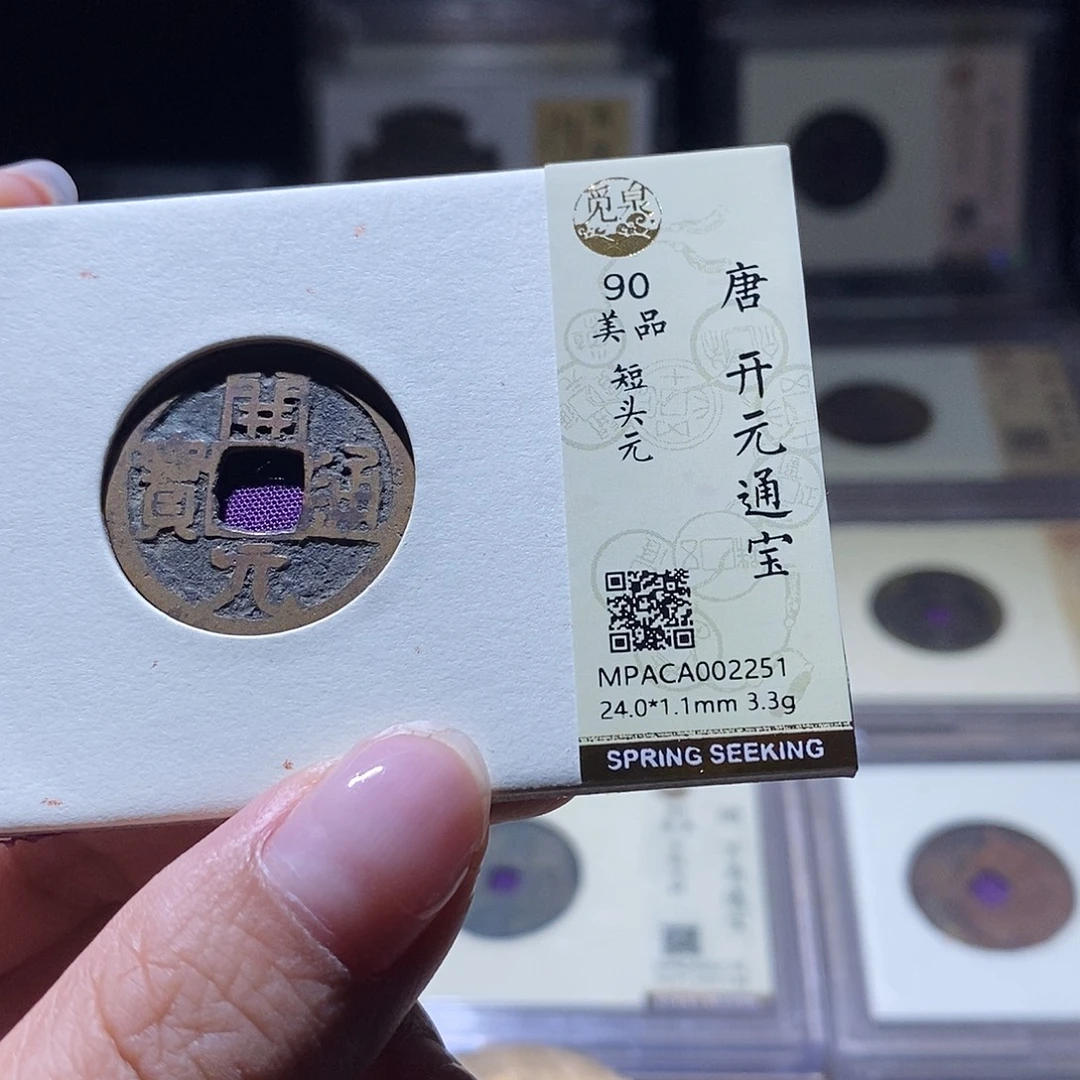 開元通寶
觅泉
90
美品
短头元
唐 开元通宝
MPACA002251
24.0*1.1mm 3.3g
SPRING SEEKING